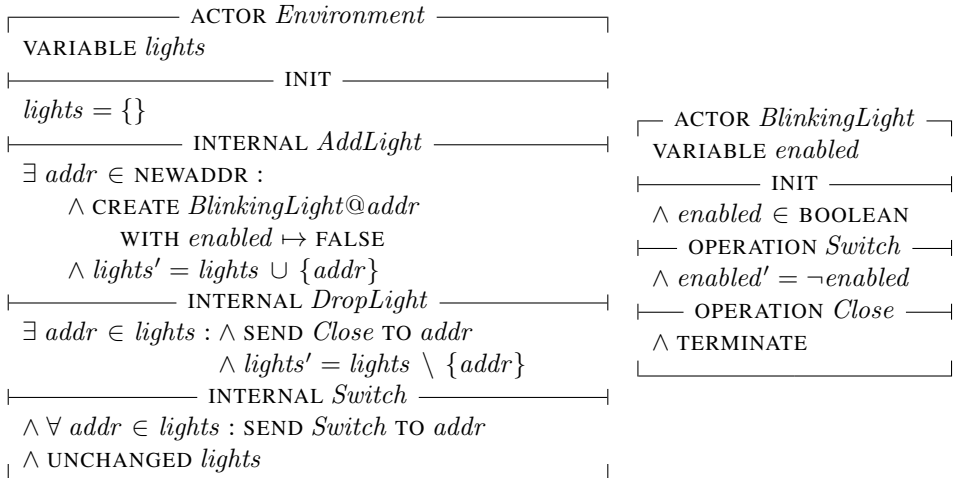 ACTOR Environment
VARIABLE lights
INIT
lights = {}
INTERNAL AddLight
∃ addr ∈ NEWADDR :
∧ CREATE BlinkingLight@addr
WITH enabled ↦ FALSE
∧ lights′ = lights ∪ {addr}
INTERNAL DropLight
∃ addr ∈ lights : ∧ SEND Close TO addr
∧ lights′ = lights \ {addr}
INTERNAL Switch
∧ ∀ addr ∈ lights : SEND Switch TO addr
∧ UNCHANGED lights
ACTOR BlinkingLight
VARIABLE enabled
INIT
∧ enabled ∈ BOOLEAN
OPERATION Switch
∧ enabled′ = ¬enabled
OPERATION Close
∧ TERMINATE